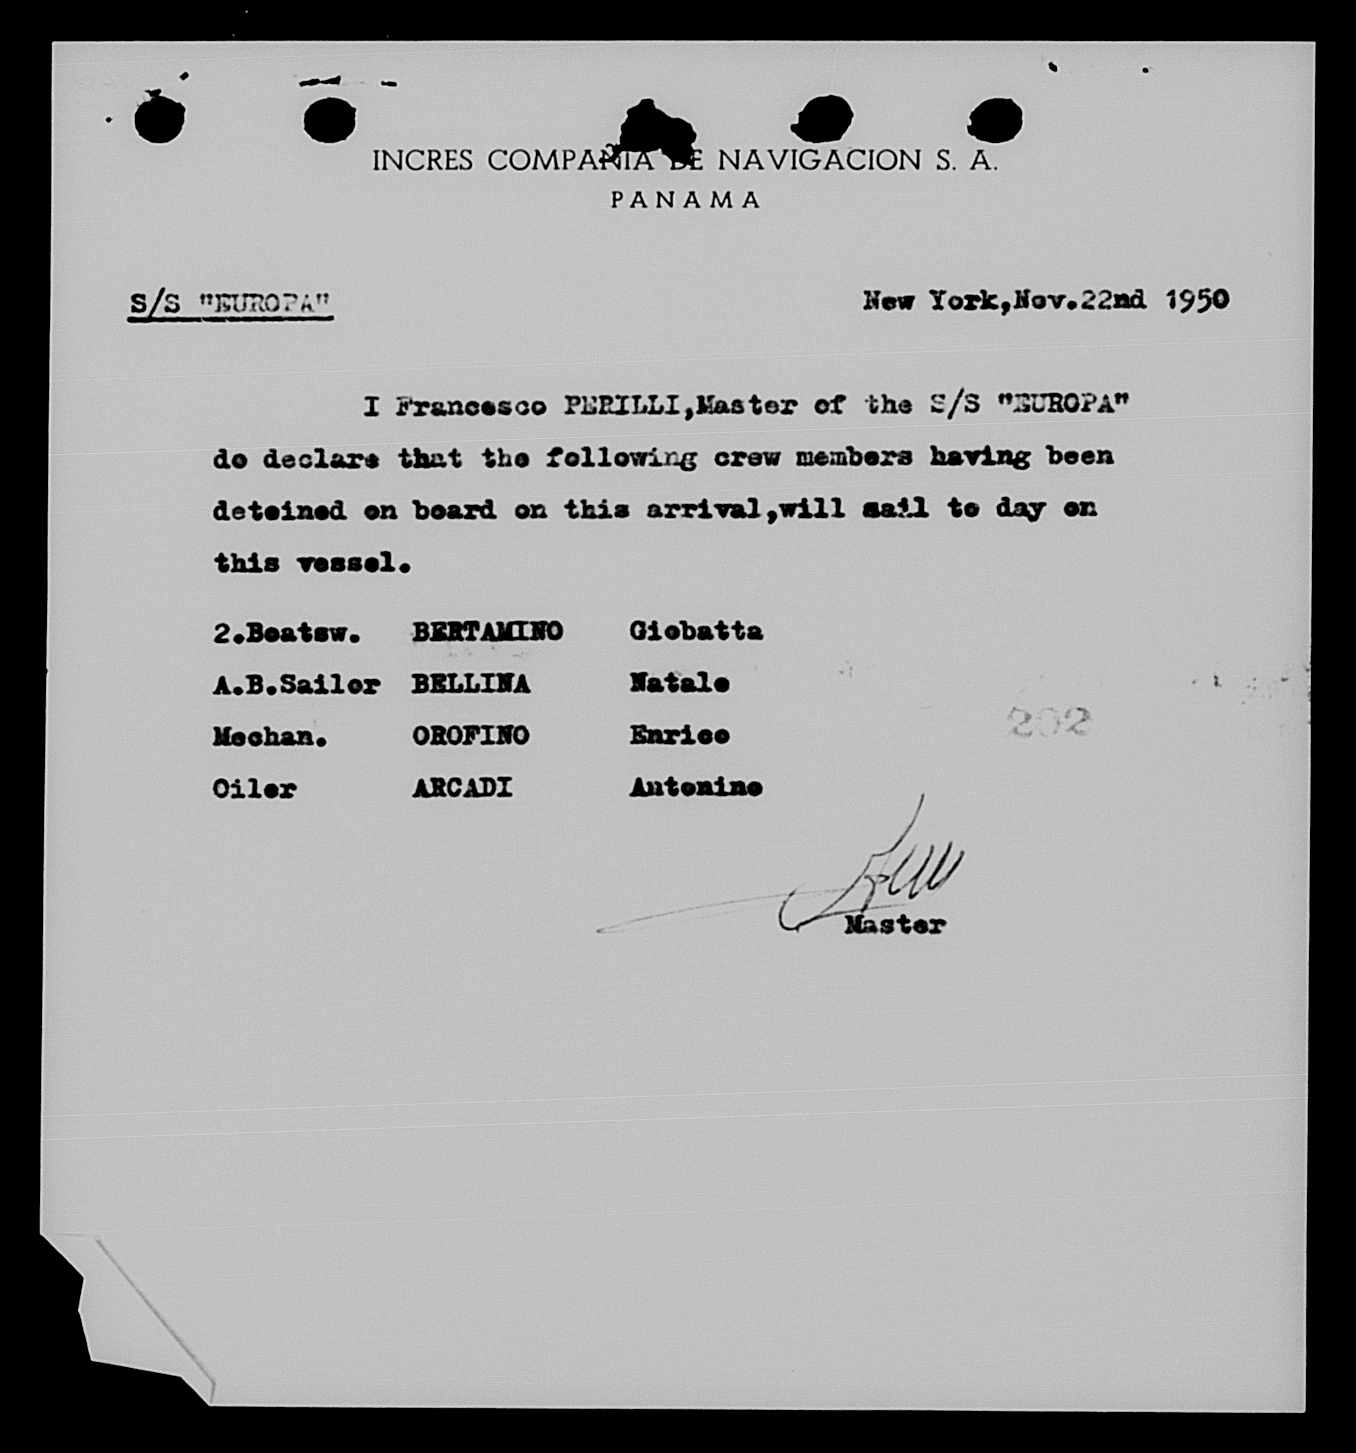 INCRES COMPAÑIA DE NAVIGACION S. A.
PANAMA
S/S "EUROPA"
New York,Nov.22nd 1950
I Francesco PERILLI,Master of the S/S "EUROPA"
do declare that the following crew members having been
deteined on board on this arrival,will sail to day on
this vessel.
2.Boatsw. BERTAMINO Giobatta
A.B.Sailor BELLINA Natale
Mechan. OROFINO Enrico
Oiler ARCADI Antonino
202
Master